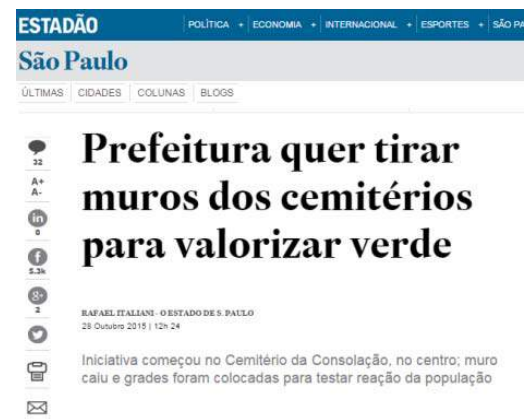 ESTADÃO POLÍTICA + ECONOMIA + INTERNACIONAL + ESPORTES + SÃO PA
São Paulo
ÚLTIMAS CIDADES COLUNAS BLOGS
Prefeitura quer tirar
muros dos cemitérios
para valorizar verde
32
A+
A-
in
0
f
5.3k
g+
2
RAFAEL ITALIANI - O ESTADO DE S. PAULO
28 Outubro 2015 | 12h 24
Iniciativa começou no Cemitério da Consolação, no centro; muro
caiu e grades foram colocadas para testar reação da população